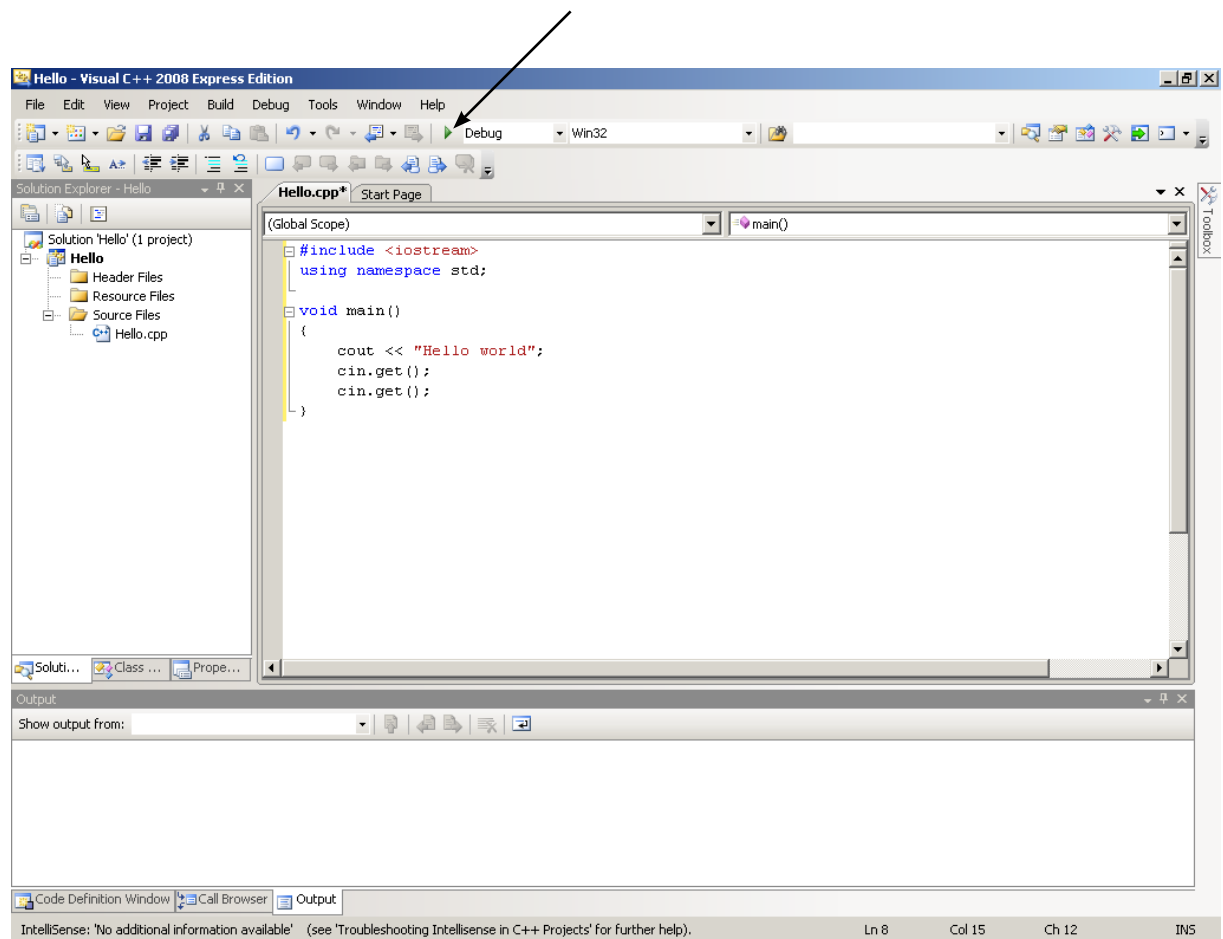 Hello - Visual C++ 2008 Express Edition
File Edit View Project Build Debug Tools Window Help
Debug Win32
Solution Explorer - Hello
Hello.cpp* Start Page
Toolbox
(Global Scope) main()
Solution 'Hello' (1 project)
Hello
Header Files
Resource Files
Source Files
Hello.cpp
#include <iostream>
using namespace std;
void main()
{
cout << "Hello world";
cin.get();
cin.get();
}
Soluti... Class ... Prope...
Output
Show output from:
Code Definition Window Call Browser Output
IntelliSense: 'No additional information available' (see 'Troubleshooting Intellisense in C++ Projects' for further help). Ln 8 Col 15 Ch 12 INS